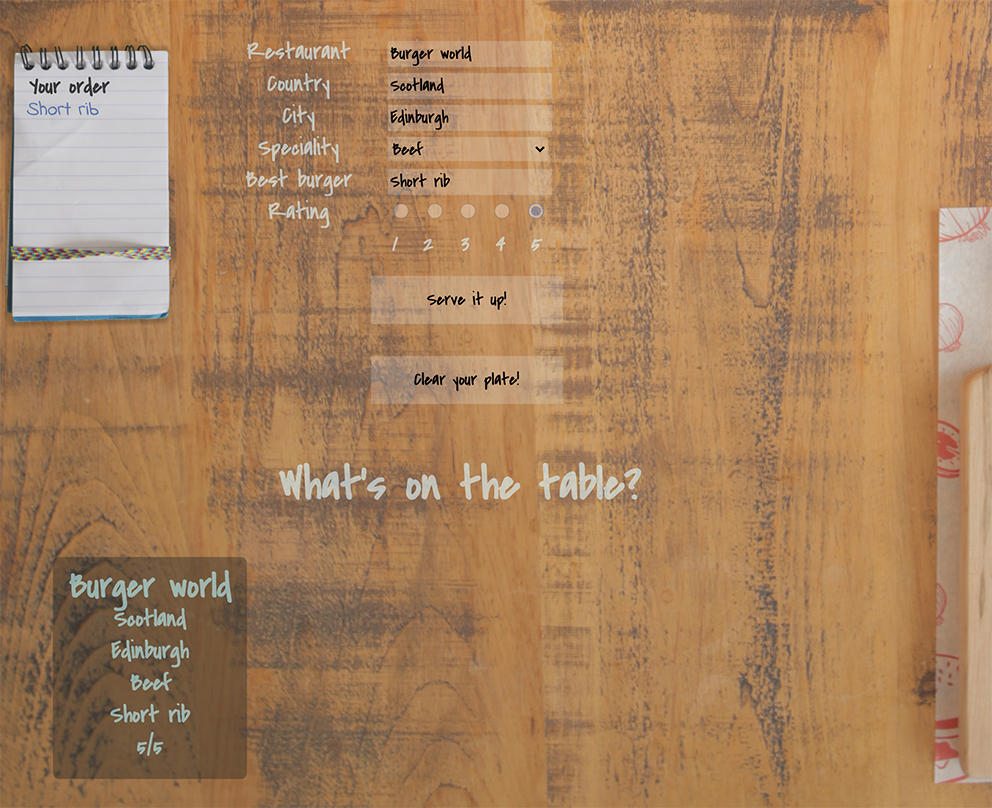 Your order
Short rib
Restaurant Burger world
Country Scotland
City Edinburgh
Speciality Beef
Best burger Short rib
Rating
1 2 3 4 5
Serve it up!
Clear your plate!
What's on the table?
Burger world
Scotland
Edinburgh
Beef
Short rib
5/5